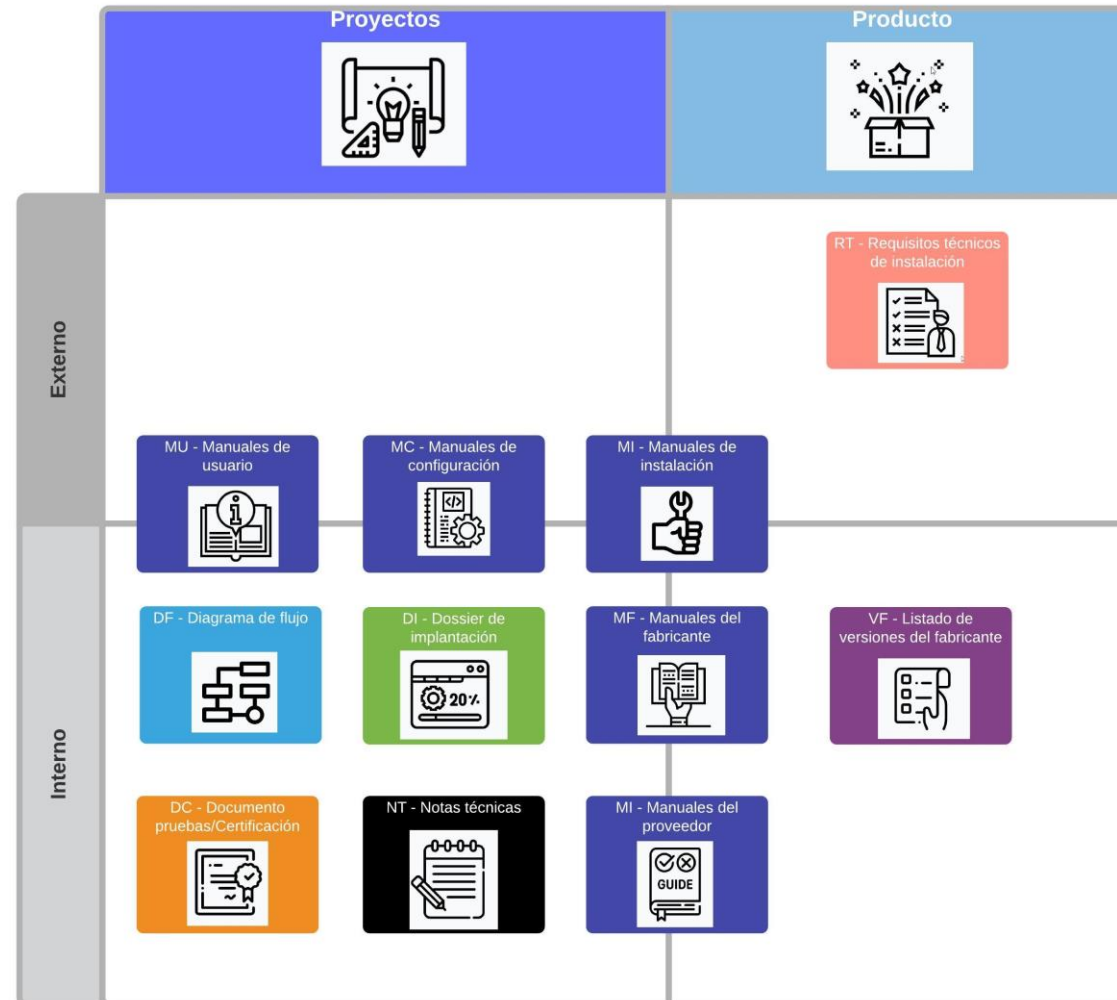 Proyectos
Producto
Externo
RT - Requisitos técnicos
de instalación
MU - Manuales de
usuario
MC - Manuales de
configuración
</>
MI - Manuales de
instalación
Interno
DF - Diagrama de flujo
DI - Dossier de
implantación
20%
MF - Manuales del
fabricante
VF - Listado de
versiones del fabricante
DC - Documento
pruebas/Certificación
NT - Notas técnicas
MI - Manuales del
proveedor
GUIDE